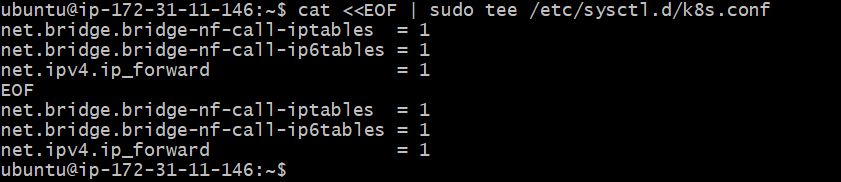 ubuntu@ip-172-31-11-146:~$ cat <<EOF | sudo tee /etc/sysctl.d/k8s.conf
net.bridge.bridge-nf-call-iptables  = 1
net.bridge.bridge-nf-call-ip6tables = 1
net.ipv4.ip_forward                 = 1
EOF
net.bridge.bridge-nf-call-iptables  = 1
net.bridge.bridge-nf-call-ip6tables = 1
net.ipv4.ip_forward                 = 1
ubuntu@ip-172-31-11-146:~$